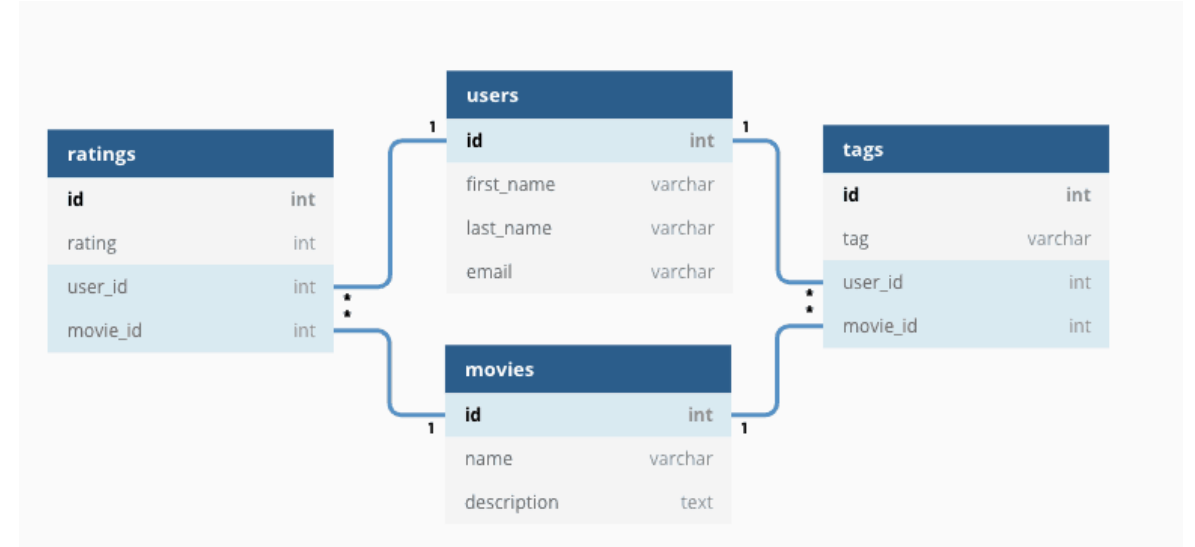 ratings
id int
rating int
user_id int
movie_id int
*
*
1
1
users
id int
first_name varchar
last_name varchar
email varchar
movies
id int
name varchar
description text
1
1
*
*
tags
id int
tag varchar
user_id int
movie_id int